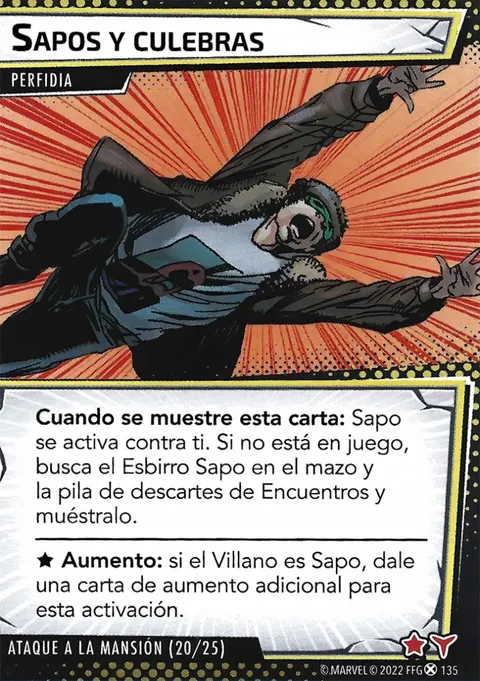 SAPOS Y CULEBRAS
PERFIDIA
Cuando se muestre esta carta: Sapo
se activa contra ti. Si no está en juego,
busca el Esbirro Sapo en el mazo y
la pila de descartes de Encuentros y
muéstralo.
★ Aumento: si el Villano es Sapo, dale
una carta de aumento adicional para
esta activación.
ATAQUE A LA MANSIÓN (20/25)
© MARVEL © 2022 FFG 135